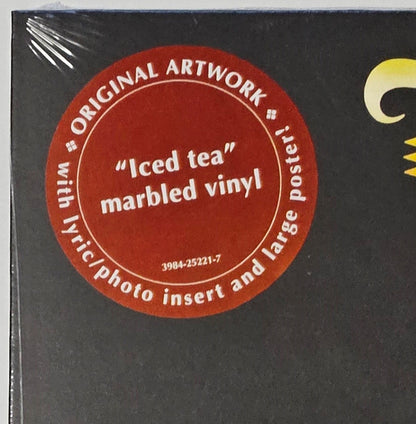 ❖ ORIGINAL ARTWORK ❖
"Iced tea"
marbled vinyl
3984-25221-7
with lyric/photo insert and large poster!